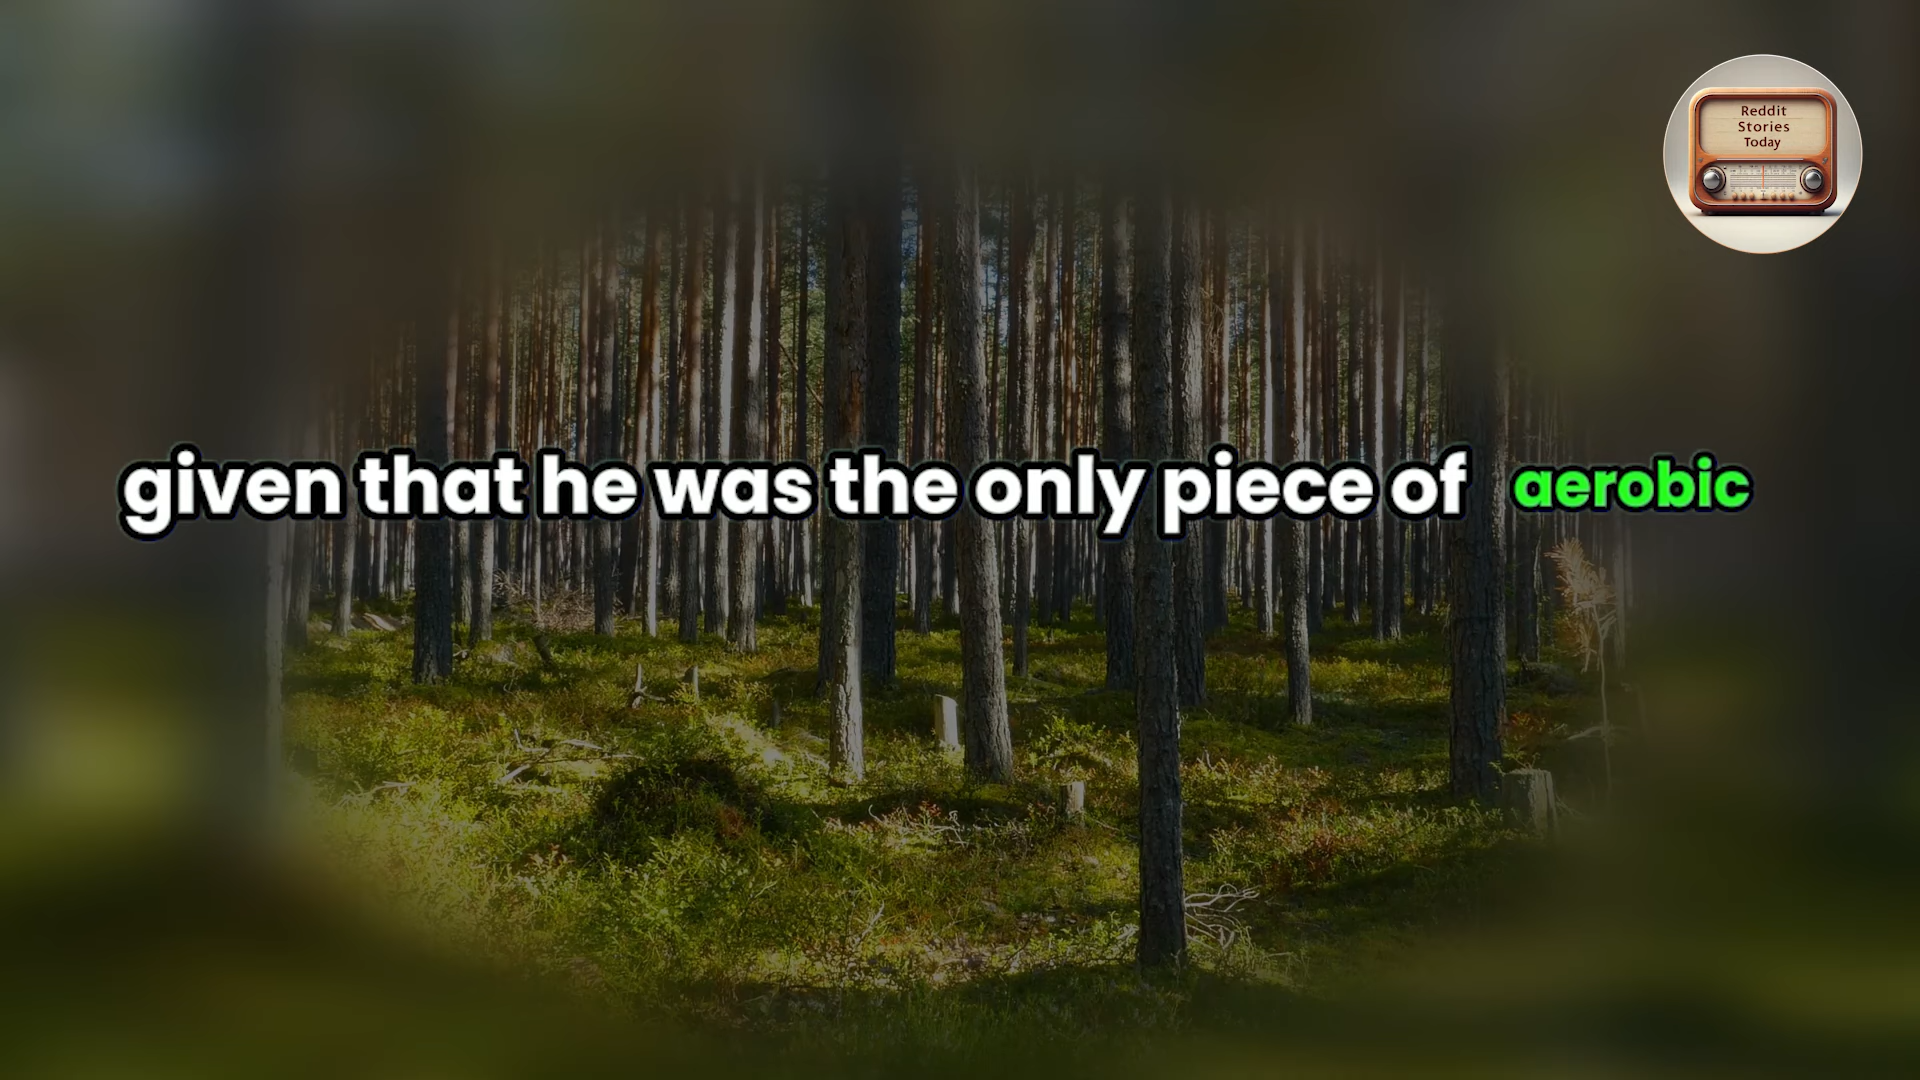 Reddit
Stories
Today
given that he was the only piece of aerobic